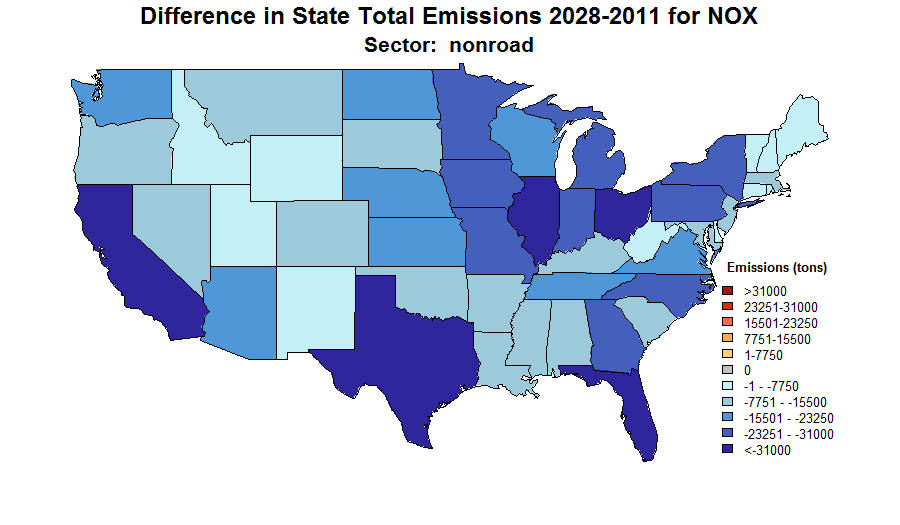 Difference in State Total Emissions 2028-2011 for NOX
Sector: nonroad
Emissions (tons)
>31000
23251-31000
15501-23250
7751-15500
1-7750
0
-1 - -7750
-7751 - -15500
-15501 - -23250
-23251 - -31000
<-31000